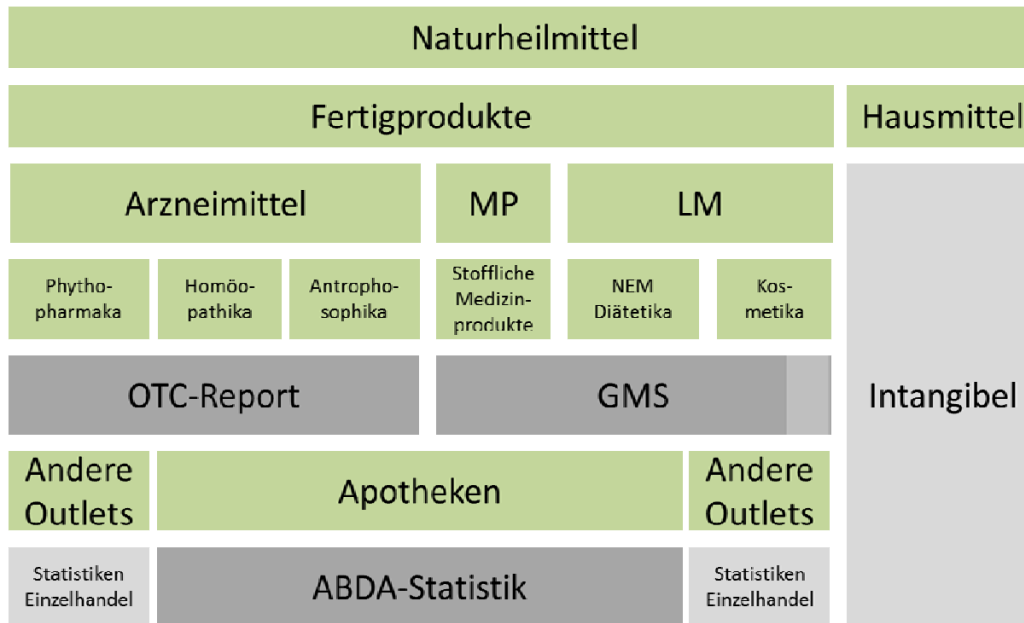 Naturheilmittel
Fertigprodukte
Hausmittel
Arzneimittel
MP
LM
Phytho-
pharmaka
Homöo-
pathika
Antropho-
sophika
Stoffliche
Medizin-
produkte
NEM
Diätetika
Kos-
metika
OTC-Report
GMS
Intangibel
Andere
Outlets
Apotheken
Andere
Outlets
Statistiken
Einzelhandel
ABDA-Statistik
Statistiken
Einzelhandel